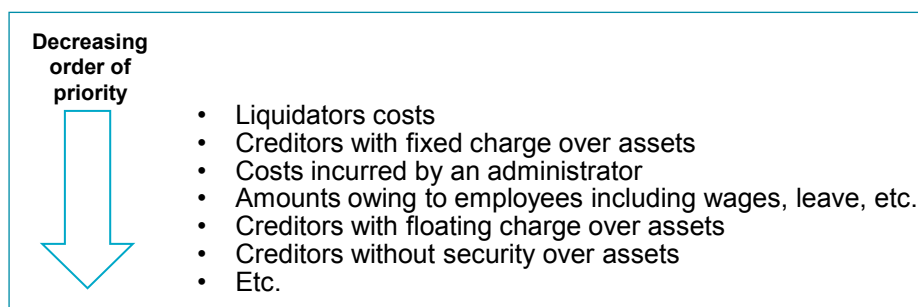 Decreasing
order of
priority
• Liquidators costs
• Creditors with fixed charge over assets
• Costs incurred by an administrator
• Amounts owing to employees including wages, leave, etc.
• Creditors with floating charge over assets
• Creditors without security over assets
• Etc.